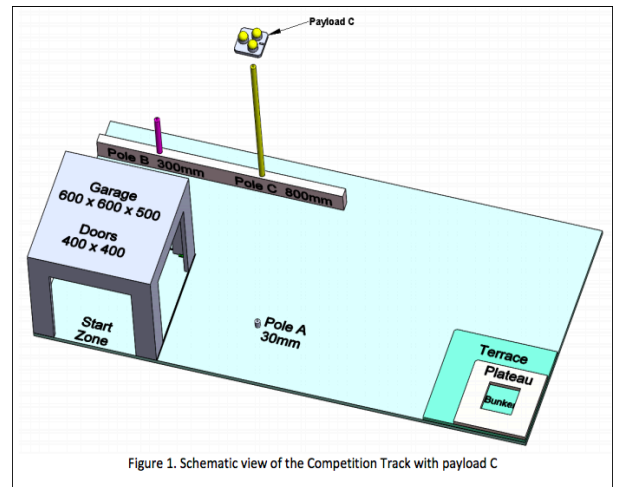 Payload C
Pole B 300mm
Pole C 800mm
Garage
600 x 600 x 500
Doors
400 x 400
Start
Zone
Pole A
30mm
Terrace
Plateau
Bunker
Figure 1. Schematic view of the Competition Track with payload C